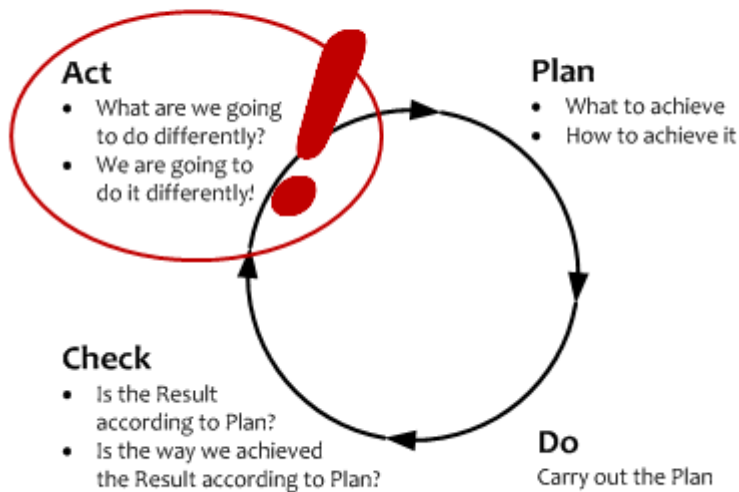 Act
• What are we going
to do differently?
• We are going to
do it differently!
Plan
• What to achieve
• How to achieve it
Check
• Is the Result
according to Plan?
• Is the way we achieved
the Result according to Plan?
Do
Carry out the Plan